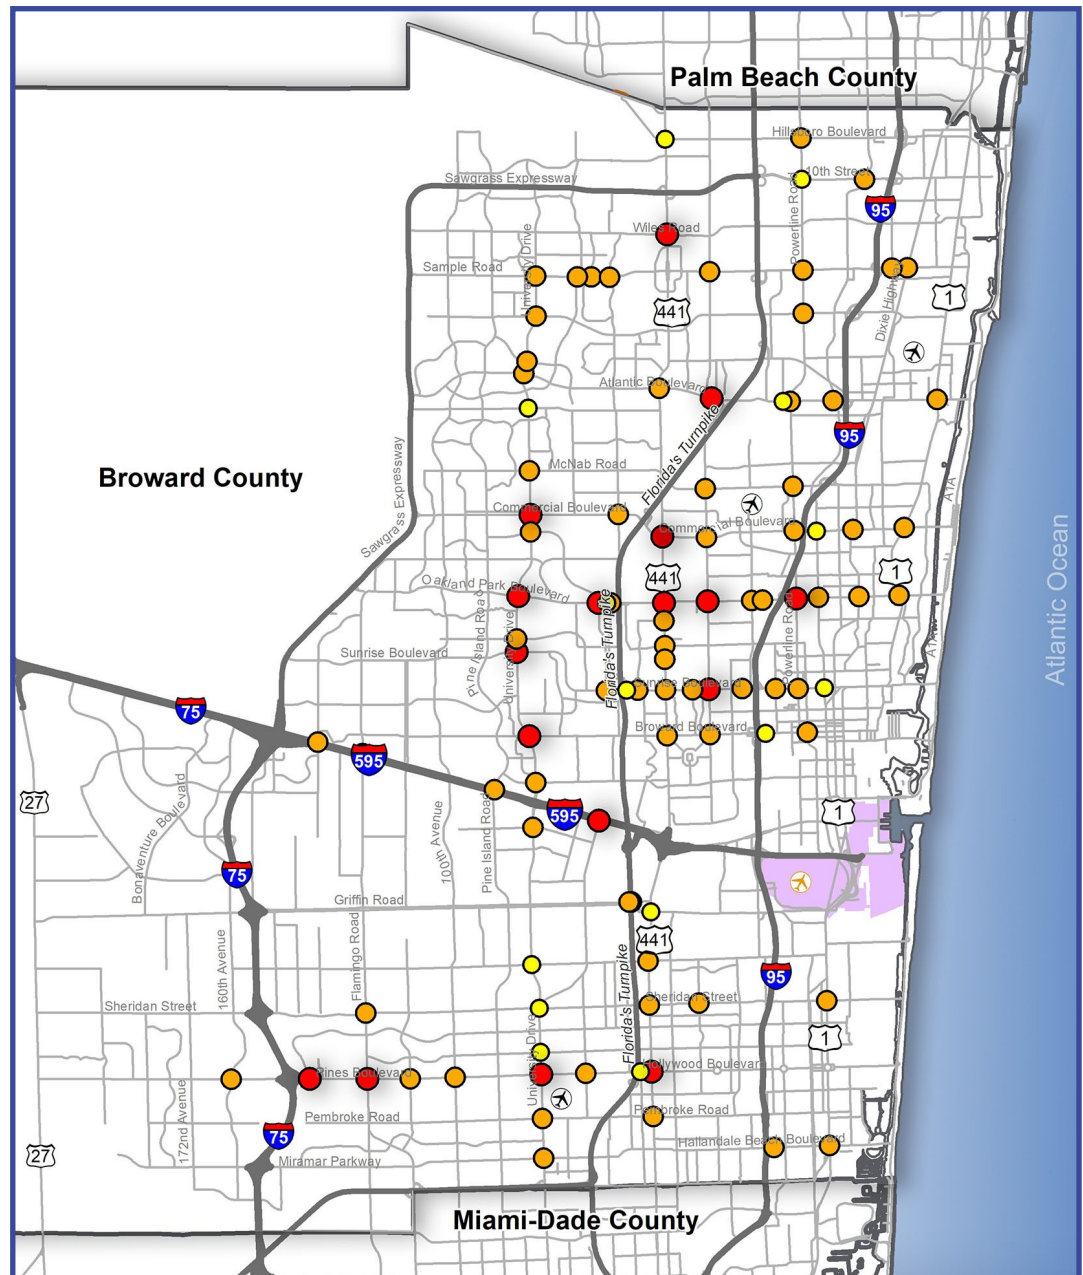 Palm Beach County
Hillsboro Boulevard
10th Street
Sawgrass Expressway
Powerline Road
95
Wiles Road
University Drive
Sample Road
441
1
Dixie Highway
Atlantic Boulevard
Florida's Turnpike
95
McNab Road
Broward County
Sawgrass Expressway
A1A
Commercial Boulevard
Commercial Boulevard
1
Atlantic Ocean
441
Oakland Park Boulevard
Florida's Turnpike
Pine Island Road
University Drive
Powerline Road
A1A
Sunrise Boulevard
Sunrise Boulevard
75
Broward Boulevard
595
27
Bonaventure Boulevard
595
1
100th Avenue
Pine Island Road
75
Griffin Road
441
Flamingo Road
160th Avenue
Florida's Turnpike
95
Sheridan Street
Sheridan Street
1
University Drive
Hollywood Boulevard
Pines Boulevard
172nd Avenue
Pembroke Road
Pembroke Road
75
Hallandale Beach Boulevard
27
Miramar Parkway
Miami-Dade County